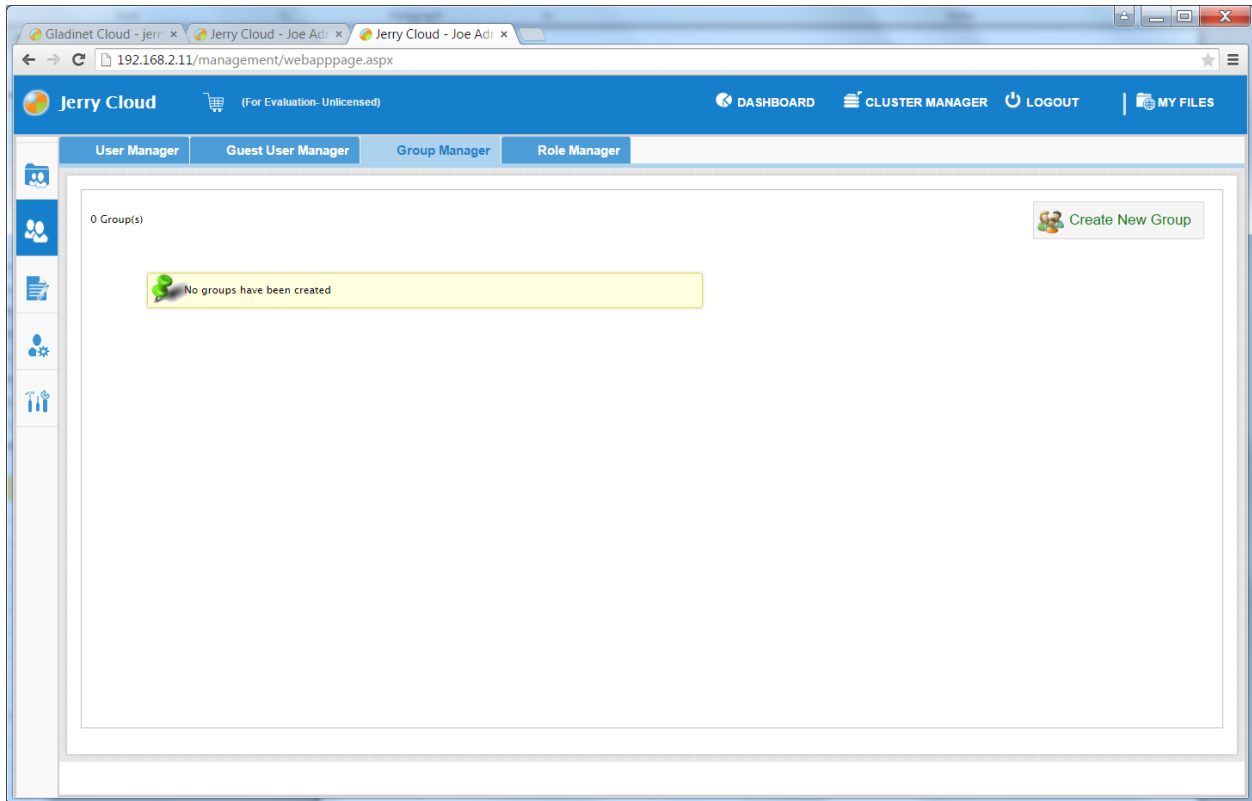 Gladinet Cloud - jerr
Jerry Cloud - Joe Adr
Jerry Cloud - Joe Adr
192.168.2.11/management/webapppage.aspx
Jerry Cloud (For Evaluation- Unlicensed) DASHBOARD CLUSTER MANAGER LOGOUT MY FILES
User Manager Guest User Manager Group Manager Role Manager
0 Group(s) Create New Group
No groups have been created